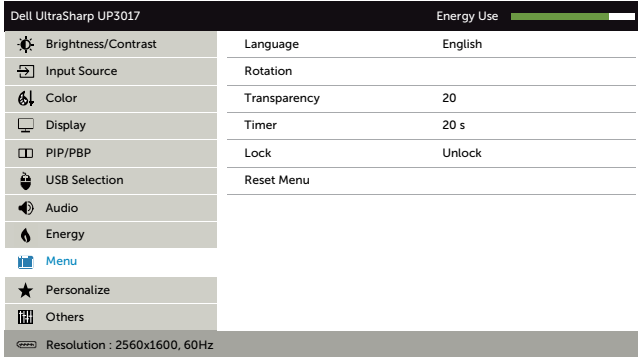 Dell UltraSharp UP3017 Energy Use
Brightness/Contrast Language English
Input Source Rotation
Color Transparency 20
Display Timer 20 s
PIP/PBP Lock Unlock
USB Selection Reset Menu
Audio
Energy
Menu
Personalize
Others
Resolution : 2560x1600, 60Hz